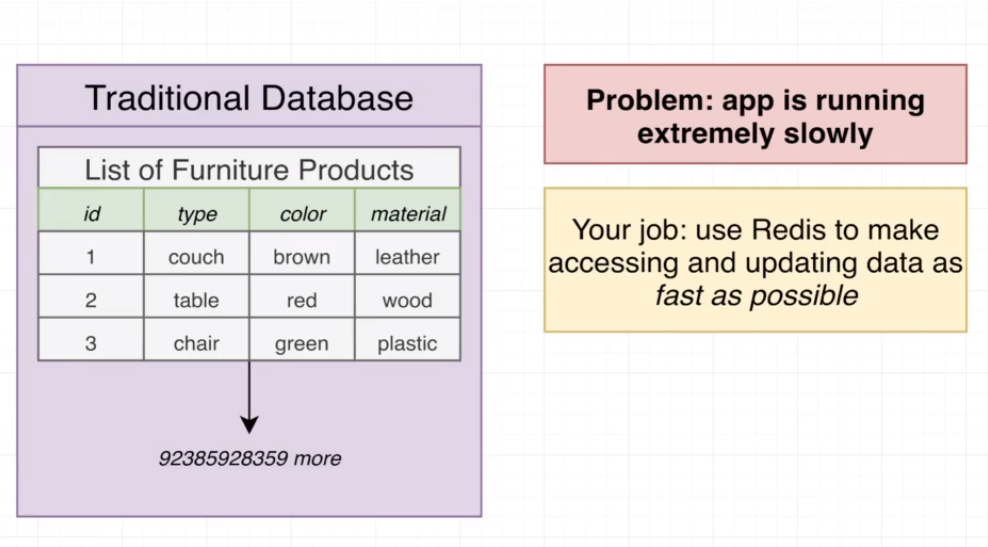 Traditional Database
List of Furniture Products
id type color material
1 couch brown leather
2 table red wood
3 chair green plastic
92385928359 more
Problem: app is running
extremely slowly
Your job: use Redis to make
accessing and updating data as
fast as possible